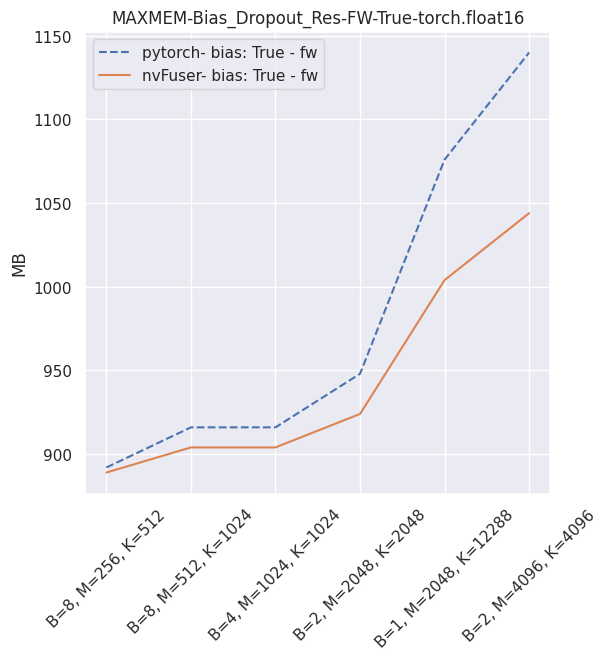 MAXMEM-Bias_Dropout_Res-FW-True-torch.float16
pytorch- bias: True - fw
nvFuser- bias: True - fw
1150
1100
1050
1000
950
900
MB
B=8, M=256, K=512
B=8, M=512, K=1024
B=4, M=1024, K=1024
B=2, M=2048, K=2048
B=1, M=2048, K=12288
B=2, M=4096, K=4096